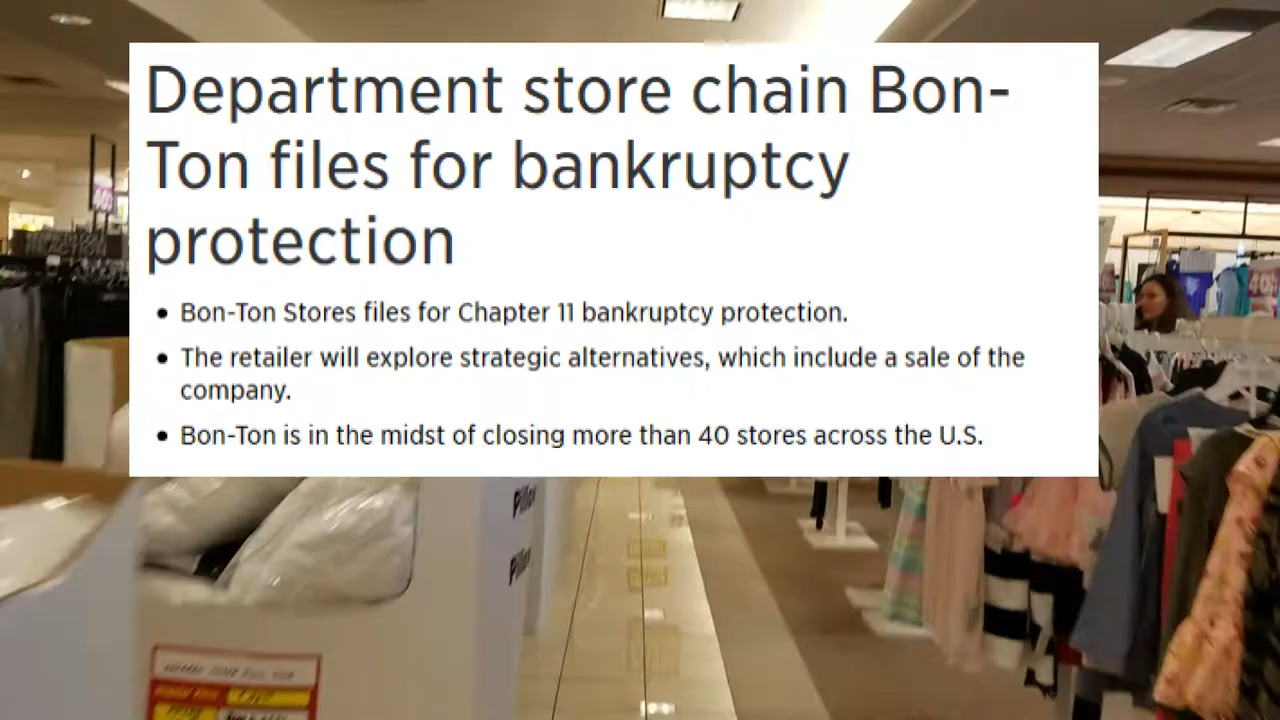 Department store chain Bon-
Ton files for bankruptcy
protection
• Bon-Ton Stores files for Chapter 11 bankruptcy protection.
• The retailer will explore strategic alternatives, which include a sale of the
company.
• Bon-Ton is in the midst of closing more than 40 stores across the U.S.